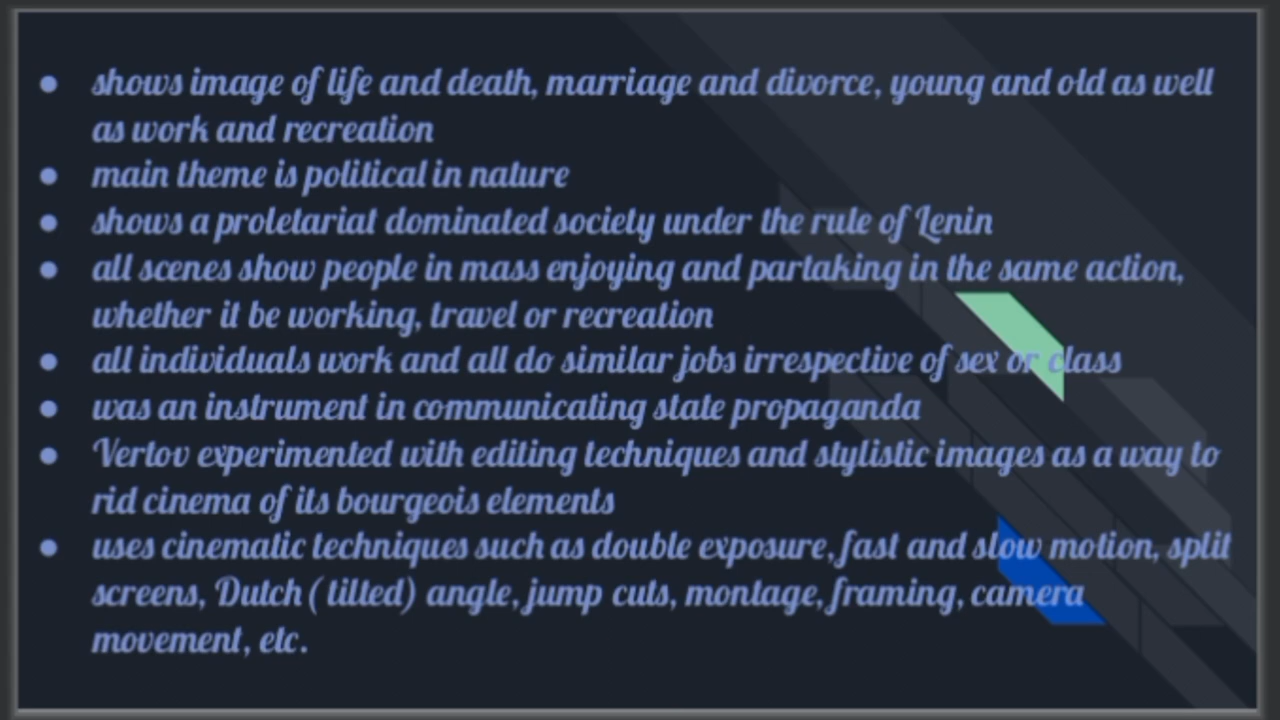 ● shows image of life and death, marriage and divorce, young and old as well
as work and recreation
● main theme is political in nature
● shows a proletariat dominated society under the rule of Lenin
● all scenes show people in mass enjoying and partaking in the same action,
whether it be working, travel or recreation
● all individuals work and all do similar jobs irrespective of sex or class
● was an instrument in communicating state propaganda
● Vertov experimented with editing techniques and stylistic images as a way to
rid cinema of its bourgeois elements
● uses cinematic techniques such as double exposure, fast and slow motion, split
screens, Dutch ( tilted) angle, jump cuts, montage, framing, camera
movement, etc.